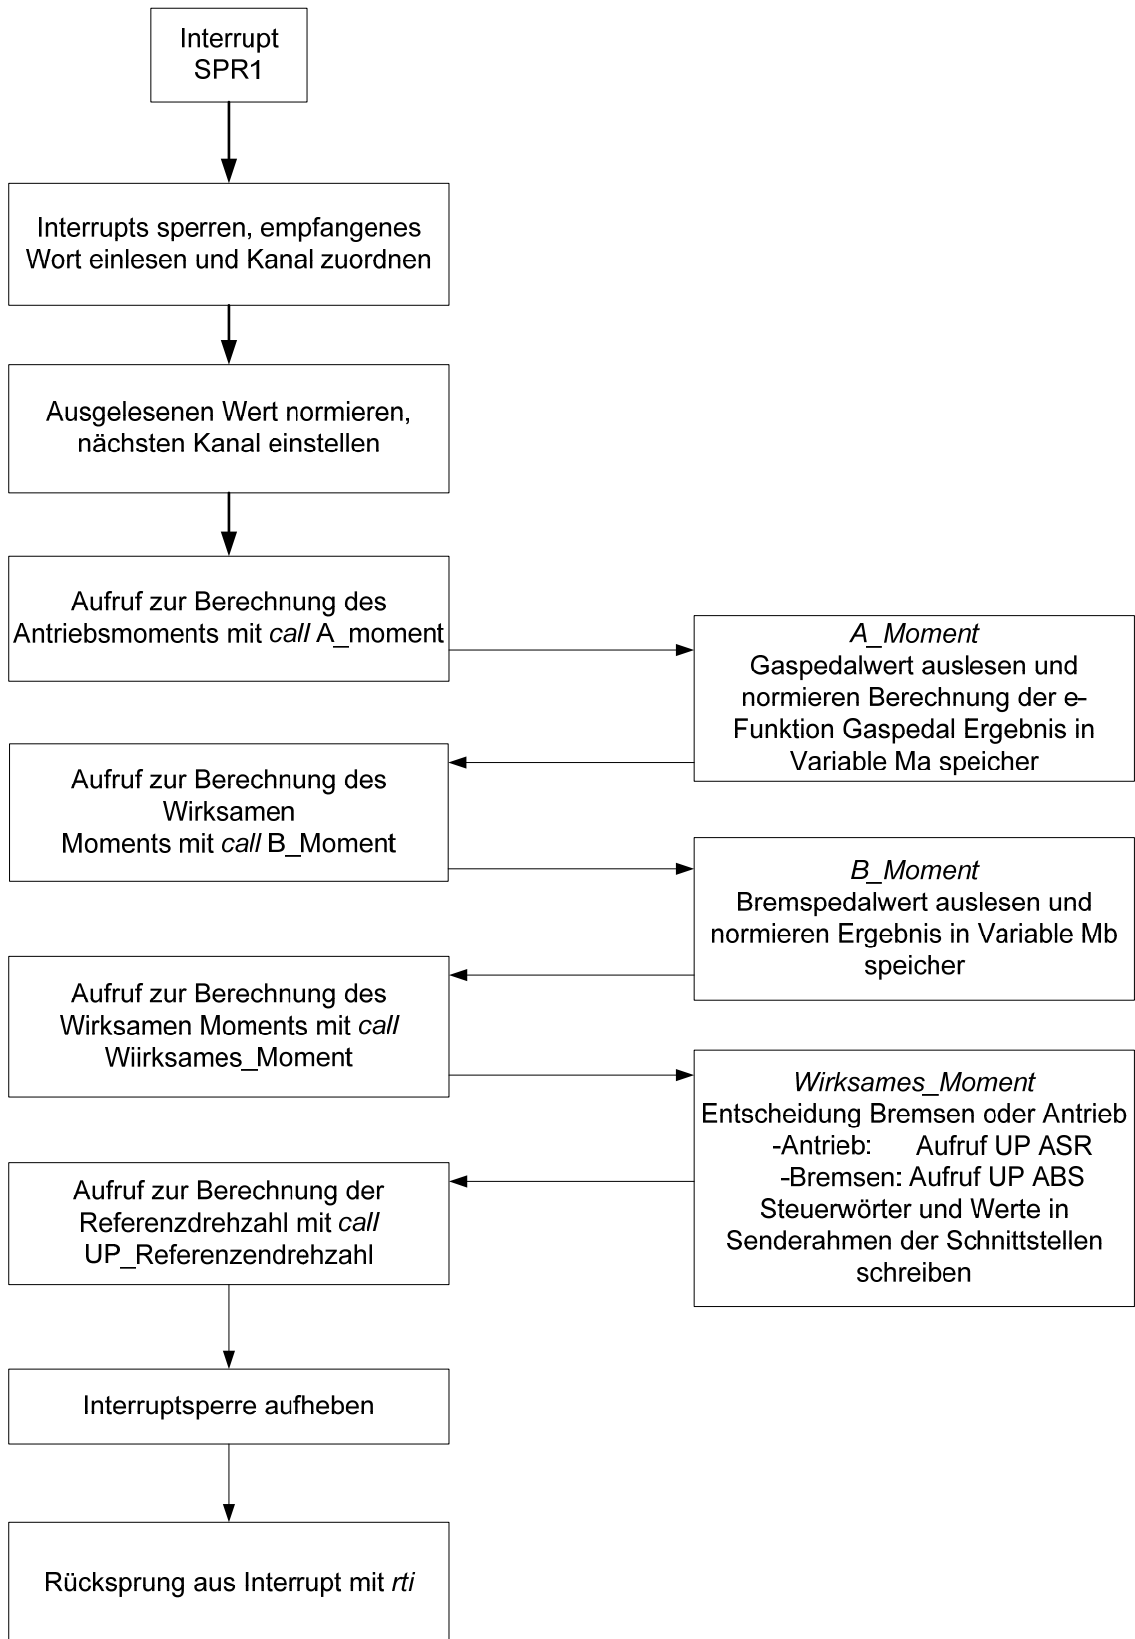 Interrupt
SPR1
Interrupts sperren, empfangenes
Wort einlesen und Kanal zuordnen
Ausgelesenen Wert normieren,
nächsten Kanal einstellen
Aufruf zur Berechnung des
Antriebsmoments mit call A_moment
A_Moment
Gaspedalwert auslesen und
normieren Berechnung der e-
Funktion Gaspedal Ergebnis in
Variable Ma speicher
Aufruf zur Berechnung des
Wirksamen
Moments mit call B_Moment
B_Moment
Bremspedalwert auslesen und
normieren Ergebnis in Variable Mb
speicher
Aufruf zur Berechnung des
Wirksamen Moments mit call
Wiirksames_Moment
Wirksames_Moment
Entscheidung Bremsen oder Antrieb
-Antrieb: Aufruf UP ASR
-Bremsen: Aufruf UP ABS
Steuerwörter und Werte in
Senderahmen der Schnittstellen
schreiben
Aufruf zur Berechnung der
Referenzdrehzahl mit call
UP_Referenzendrehzahl
Interruptsperre aufheben
Rücksprung aus Interrupt mit rti